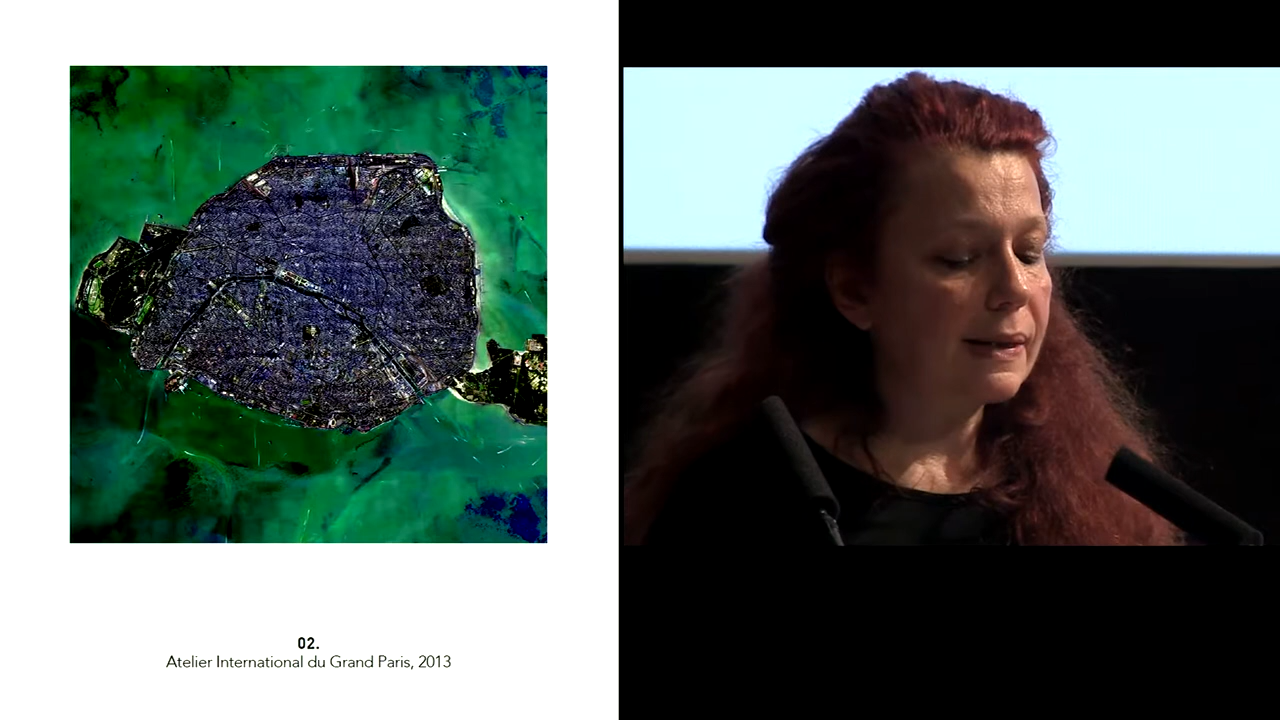 02.
Atelier International du Grand Paris, 2013